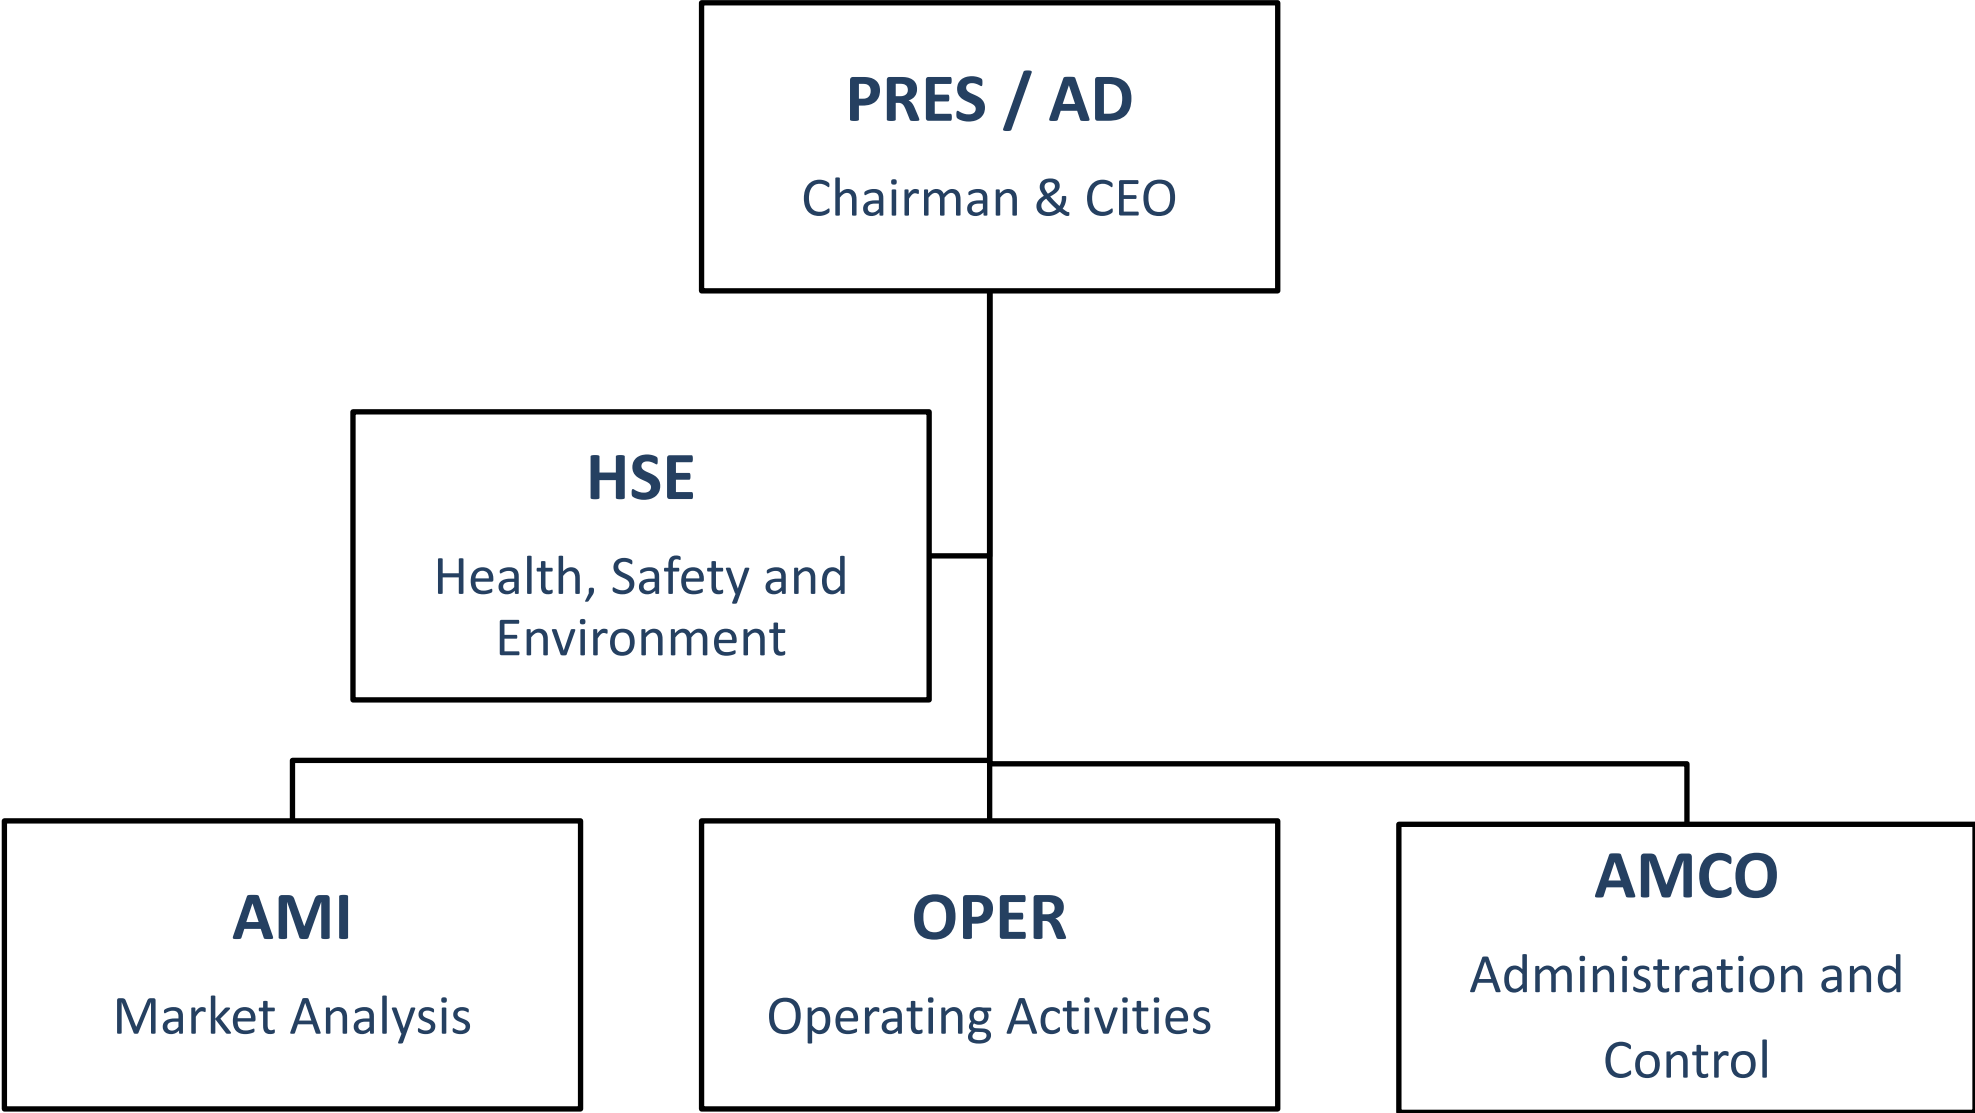 PRES / AD
Chairman & CEO
HSE
Health, Safety and
Environment
AMI
Market Analysis
OPER
Operating Activities
AMCO
Administration and
Control